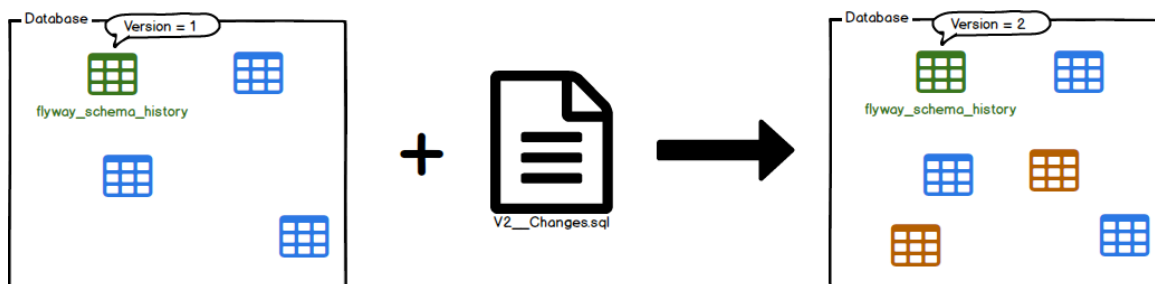 Database
Version = 1
flyway_schema_history
V2__Changes.sql
Database
Version = 2
flyway_schema_history